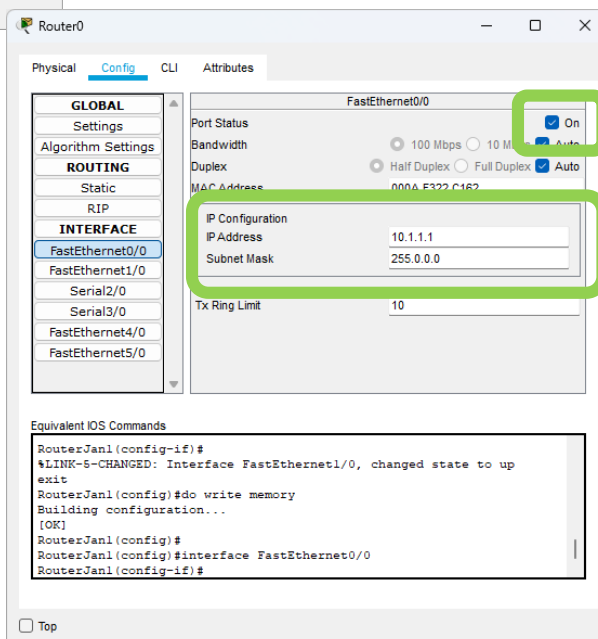 Router0
Physical Config CLI Attributes
GLOBAL
Settings
Algorithm Settings
ROUTING
Static
RIP
INTERFACE
FastEthernet0/0
FastEthernet1/0
Serial2/0
Serial3/0
FastEthernet4/0
FastEthernet5/0
FastEthernet0/0
Port Status On
Bandwidth 100 Mbps 10 Auto
Duplex Half Duplex Full Duplex Auto
MAC Address 000A.F322.C162
IP Configuration
IP Address 10.1.1.1
Subnet Mask 255.0.0.0
Tx Ring Limit 10
Equivalent IOS Commands
RouterJan1(config-if)#
%LINK-5-CHANGED: Interface FastEthernet1/0, changed state to up
exit
RouterJan1(config)#do write memory
Building configuration...
[OK]
RouterJan1(config)#
RouterJan1(config)#interface FastEthernet0/0
RouterJan1(config-if)#
Top